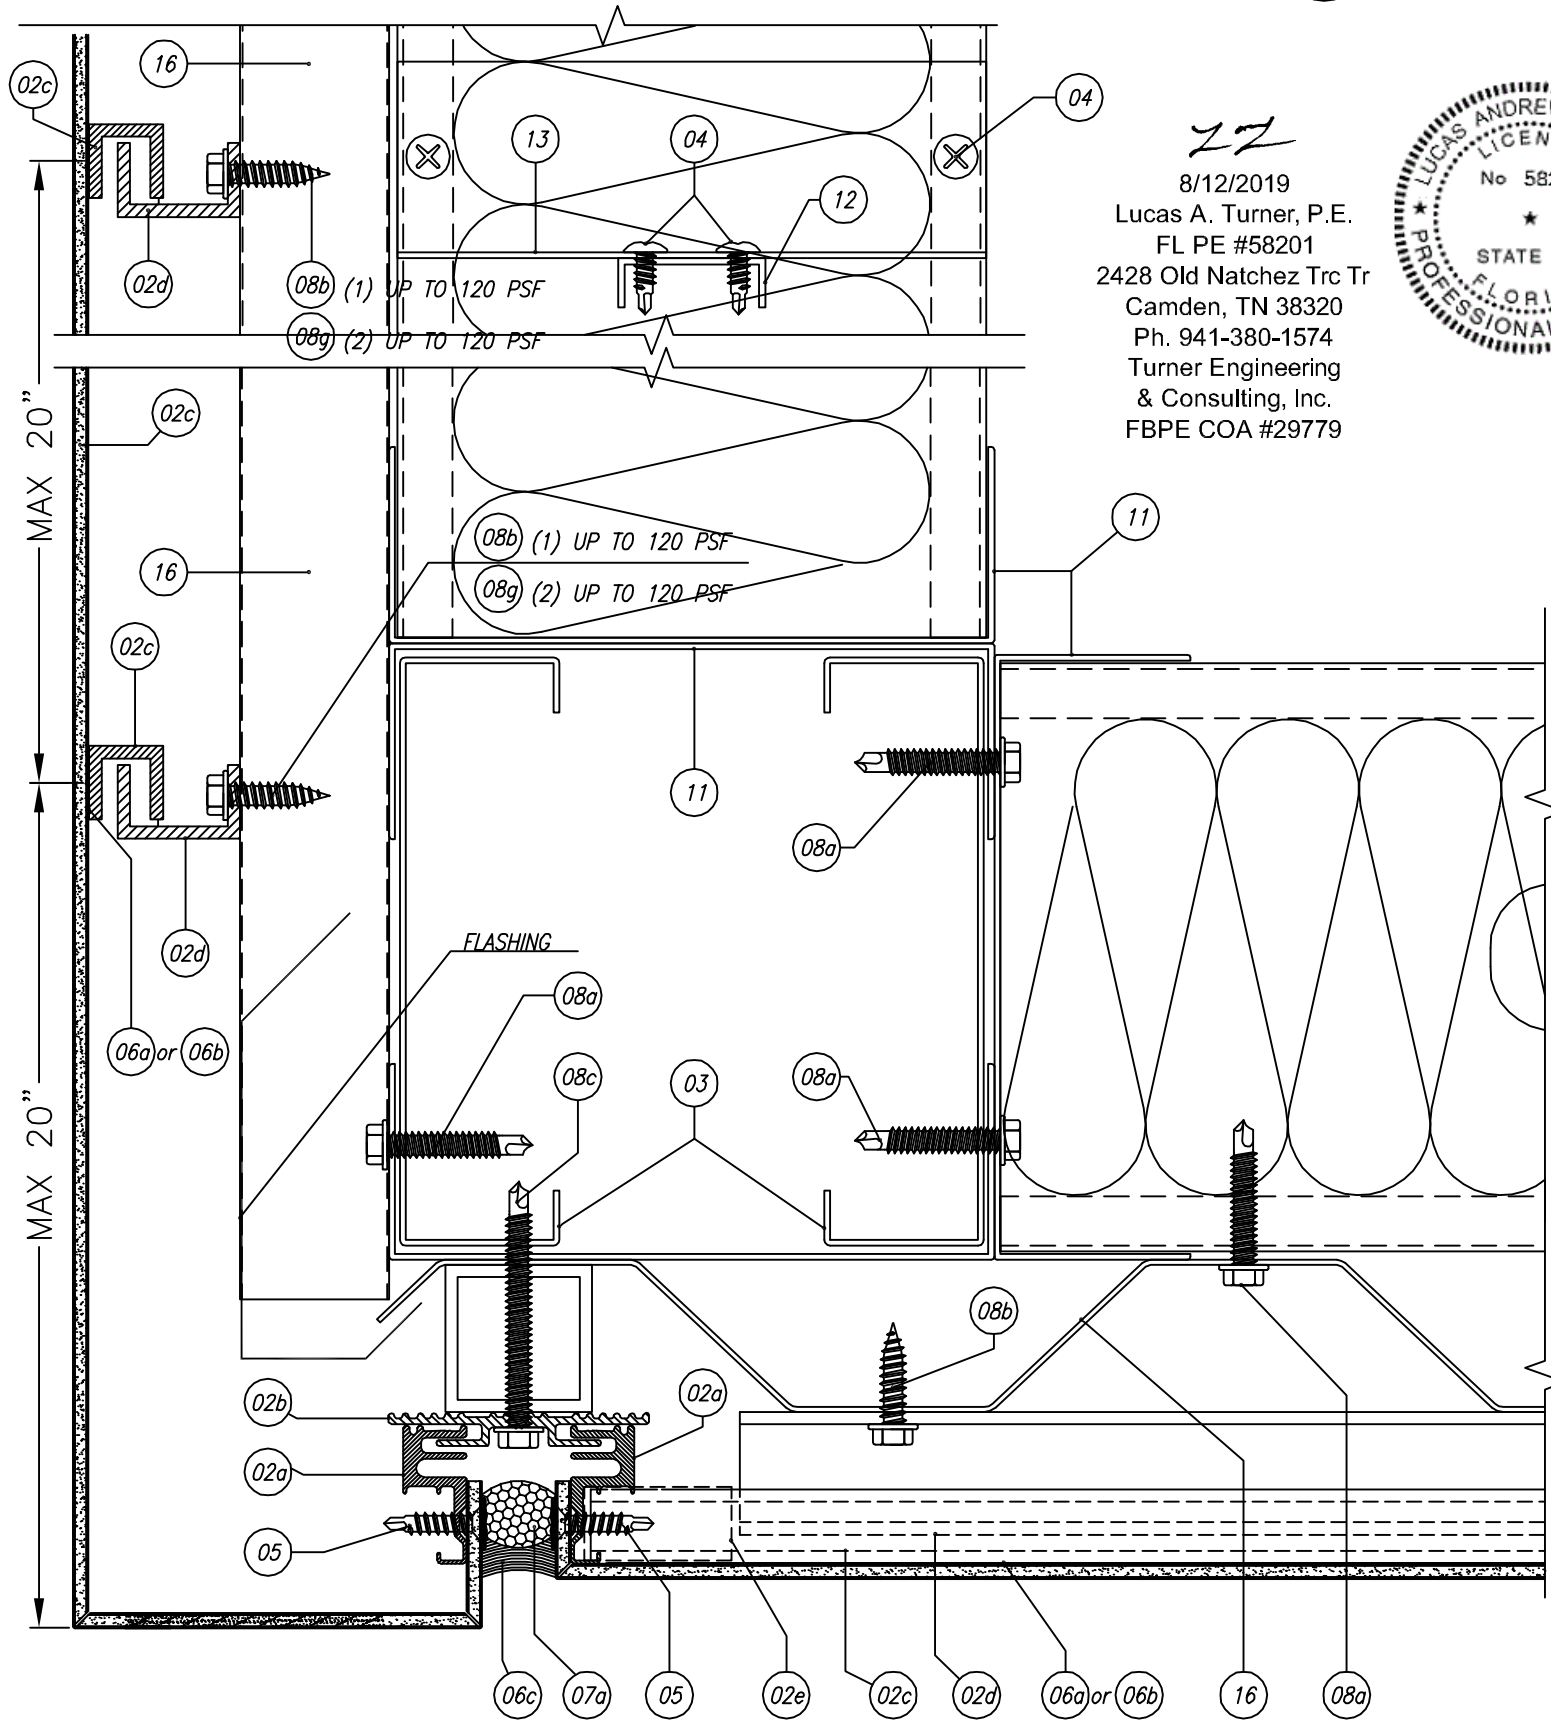 16
02c
04
13
04
12
02d
08b (1) UP TO 120 PSF
08g (2) UP TO 120 PSF
8/12/2019
Lucas A. Turner, P.E.
FL PE #58201
2428 Old Natchez Trc Tr
Camden, TN 38320
Ph. 941-380-1574
Turner Engineering
& Consulting, Inc.
FBPE COA #29779
LUCAS
No
STATE
MAX 20"
02c
16
08b (1) UP TO 120 PSF
08g (2) UP TO 120 PSF
11
02c
11
08a
02d
FLASHING
08a
06a or 06b
08c
03
08a
MAX 20"
08b
02b
02a
02a
05
06c
07a
05
02e
02c
02d
06a or 06b
16
08a